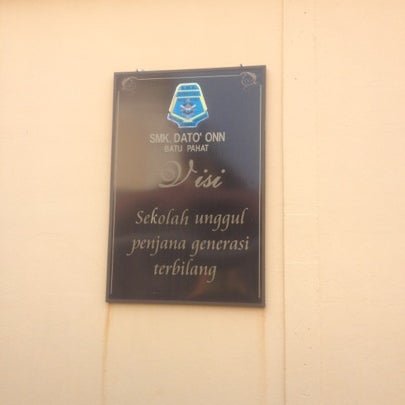 SMK. DATO' ONN
BATU PAHAT
Visi
Sekolah unggul
penjana generasi
terbilang